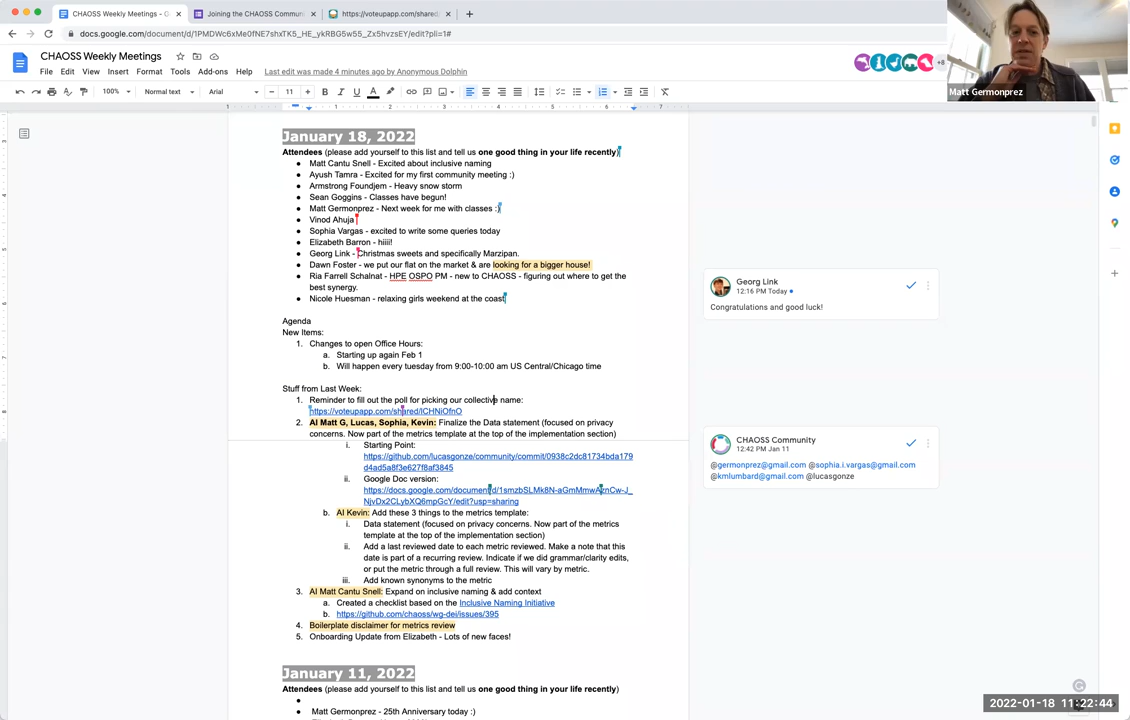 CHAOSS Weekly Meetings - G
Joining the CHAOSS Commun
https://voteupapp.com/shared
docs.google.com/document/d/1PMDWc6xMe0fNE7shxTK5_HE_ykRBG5w55_Zx5hvzsEY/edit?pli=1#
CHAOSS Weekly Meetings
File Edit View Insert Format Tools Add-ons Help Last edit was made 4 minutes ago by Anonymous Dolphin
+8
100% Normal text Arial 11
Matt Germonprez
January 18, 2022
Attendees (please add yourself to this list and tell us one good thing in your life recently)
Matt Cantu Snell - Excited about inclusive naming
Ayush Tamra - Excited for my first community meeting :)
Armstrong Foundjem - Heavy snow storm
Sean Goggins - Classes have begun!
Matt Germonprez - Next week for me with classes :)
Vinod Ahuja
Sophia Vargas - excited to write some queries today
Elizabeth Barron - hiiii!
Georg Link - Christmas sweets and specifically Marzipan.
Dawn Foster - we put our flat on the market & are looking for a bigger house!
Ria Farrell Schalnat - HPE OSPO PM - new to CHAOSS - figuring out where to get the
best synergy.
Nicole Huesman - relaxing girls weekend at the coast
Agenda
New Items:
1. Changes to open Office Hours:
a. Starting up again Feb 1
b. Will happen every tuesday from 9:00-10:00 am US Central/Chicago time
Stuff from Last Week:
1. Reminder to fill out the poll for picking our collective name:
https://voteupapp.com/shared/lCHNiOfnO
2. AI Matt G, Lucas, Sophia, Kevin: Finalize the Data statement (focused on privacy
concerns. Now part of the metrics template at the top of the implementation section)
i. Starting Point:
https://github.com/lucasgonze/community/commit/0938c2dc81734bda179
d4ad5a8f3e627f8af3845
ii. Google Doc version:
https://docs.google.com/document/d/1smzbSLMk8N-aGmMmwAznCw-J_
NjvDx2CLybXQ6mpGcY/edit?usp=sharing
b. AI Kevin: Add these 3 things to the metrics template:
i. Data statement (focused on privacy concerns. Now part of the metrics
template at the top of the implementation section)
ii. Add a last reviewed date to each metric reviewed. Make a note that this
date is part of a recurring review. Indicate if we did grammar/clarity edits,
or put the metric through a full review. This will vary by metric.
iii. Add known synonyms to the metric
3. AI Matt Cantu Snell: Expand on inclusive naming & add context
a. Created a checklist based on the Inclusive Naming Initiative
b. https://github.com/chaoss/wg-dei/issues/395
4. Boilerplate disclaimer for metrics review
5. Onboarding Update from Elizabeth - Lots of new faces!
January 11, 2022
Attendees (please add yourself to this list and tell us one good thing in your life recently)
Matt Germonprez - 25th Anniversary today :)
Georg Link
12:16 PM Today
Congratulations and good luck!
CHAOSS Community
12:42 PM Jan 11
@germonprez@gmail.com @sophia.i.vargas@gmail.com
@kmlumbard@gmail.com @lucasgonze
2022-01-18 11:22:44